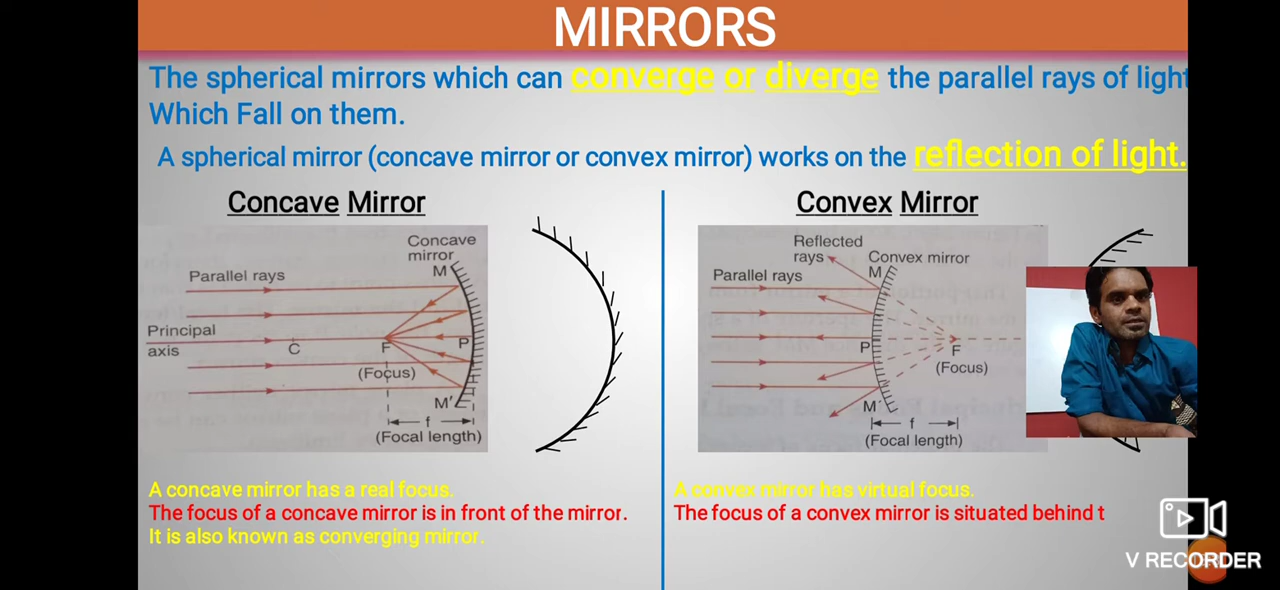 MIRRORS
The spherical mirrors which can converge or diverge the parallel rays of light
Which Fall on them.
A spherical mirror (concave mirror or convex mirror) works on the reflection of light.
Concave Mirror
Concave
mirror
M
Parallel rays
Principal
axis
C
F
P
(Focus)
M'
f
(Focal length)
A concave mirror has a real focus.
The focus of a concave mirror is in front of the mirror.
It is also known as converging mirror.
Convex Mirror
Reflected
rays
Convex mirror
M
Parallel rays
P
F
(Focus)
M'
f
(Focal length)
A convex mirror has virtual focus.
The focus of a convex mirror is situated behind t
V RECORDER